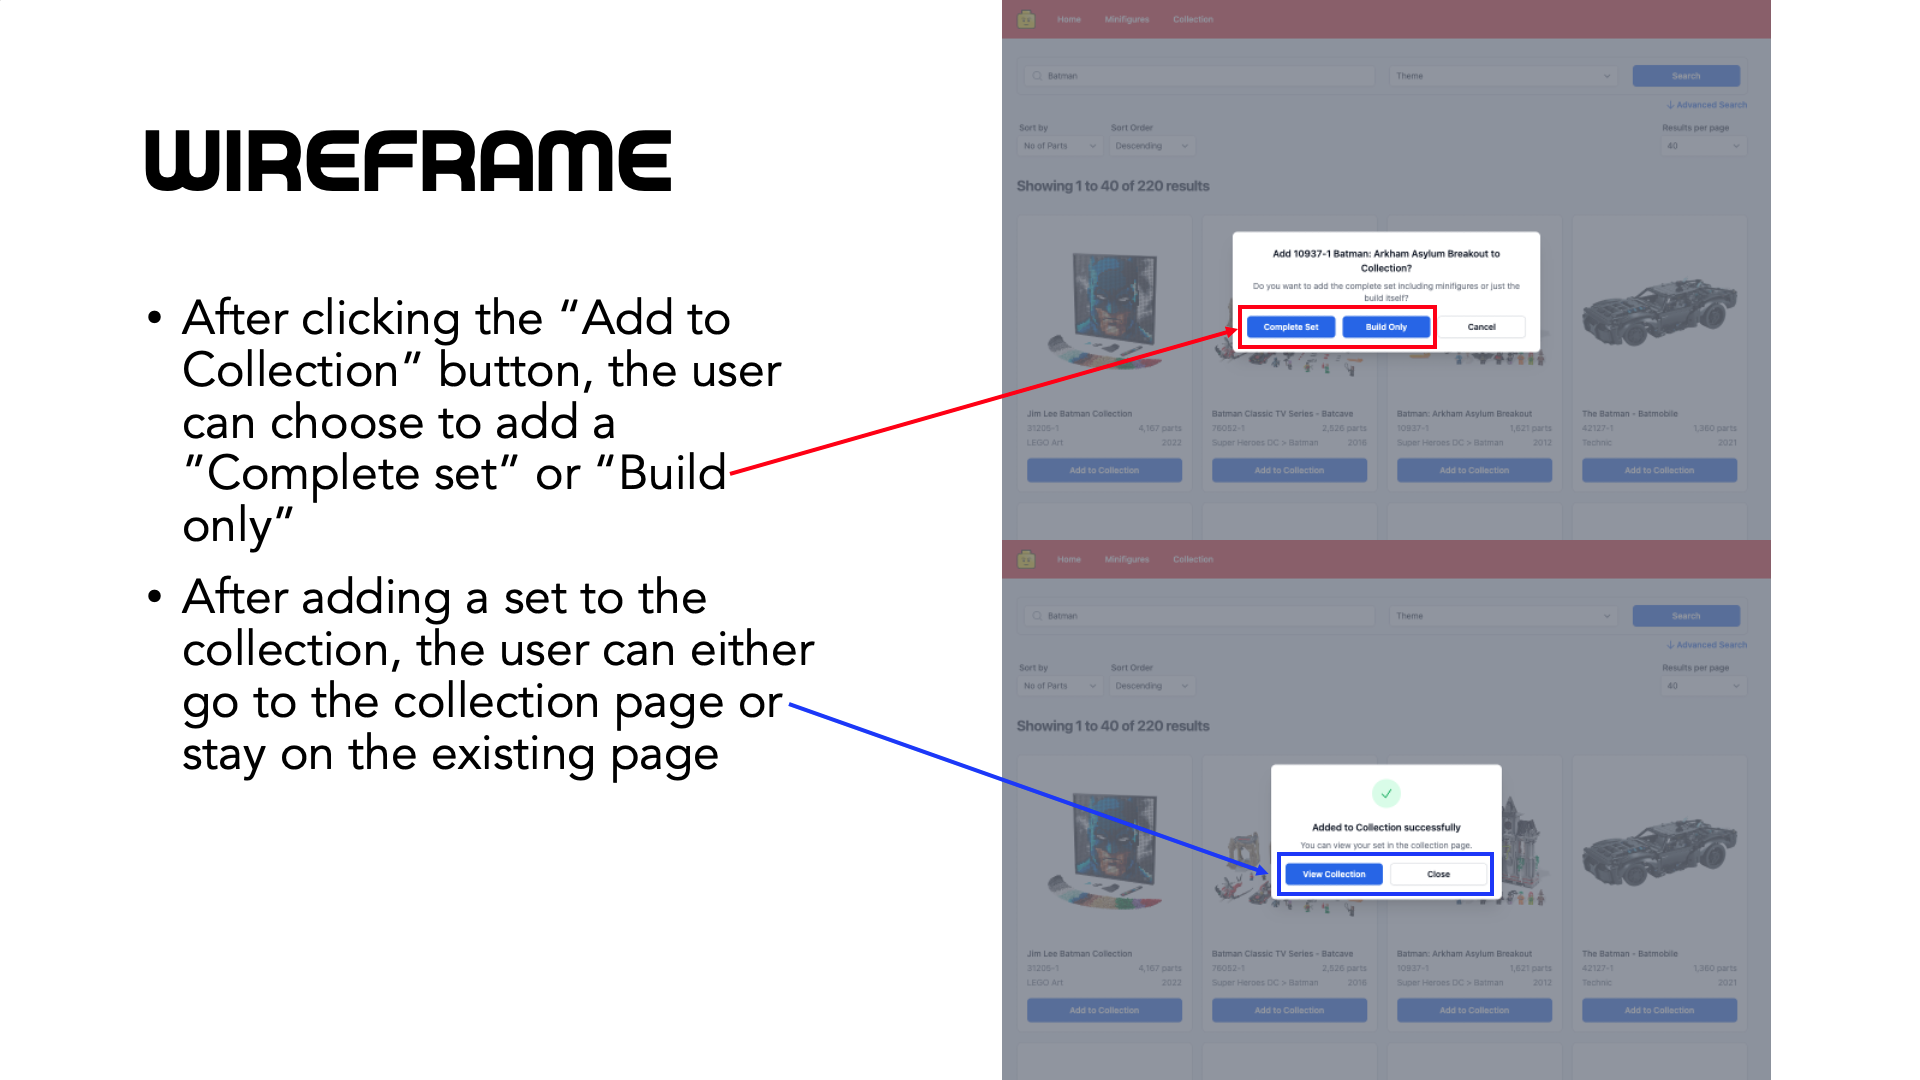 WIREFRAME
• After clicking the “Add to
Collection” button, the user
can choose to add a
”Complete set” or “Build
only”
• After adding a set to the
collection, the user can either
go to the collection page or
stay on the existing page
Home Minifigures Collection
Batman Theme Search
Advanced Search
Sort by Sort Order Results per page
No of Parts Descending 40
Showing 1 to 40 of 220 results
Add 10937-1 Batman: Arkham Asylum Breakout to
Collection?
Do you want to add the complete set including minifigures or just the
build itself?
Complete Set Build Only Cancel
Jim Lee Batman Collection Batman Classic TV Series - Batcave Batman: Arkham Asylum Breakout The Batman - Batmobile
31205-1 4,167 parts 76052-1 2,526 parts 10937-1 1,621 parts 42127-1 1,360 parts
LEGO Art 2022 Super Heroes DC > Batman 2016 Super Heroes DC > Batman 2012 Technic 2021
Add to Collection Add to Collection Add to Collection Add to Collection
Home Minifigures Collection
Batman Theme Search
Advanced Search
Sort by Sort Order Results per page
No of Parts Descending 40
Showing 1 to 40 of 220 results
Added to Collection successfully
You can view your set in the collection page.
View Collection Close
Jim Lee Batman Collection Batman Classic TV Series - Batcave Batman: Arkham Asylum Breakout The Batman - Batmobile
31205-1 4,167 parts 76052-1 2,526 parts 10937-1 1,621 parts 42127-1 1,360 parts
LEGO Art 2022 Super Heroes DC > Batman 2016 Super Heroes DC > Batman 2012 Technic 2021
Add to Collection Add to Collection Add to Collection Add to Collection